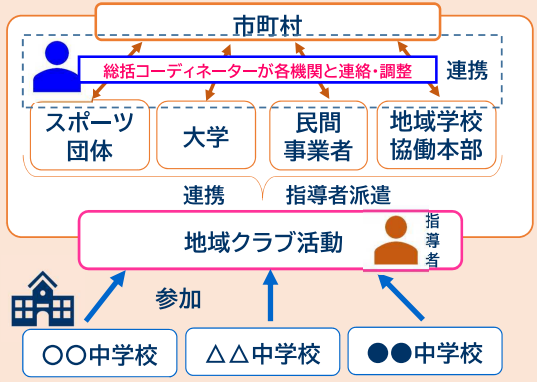 市町村
総括コーディネーターが各機関と連絡・調整
連携
スポーツ
団体
大学
民間
事業者
地域学校
協働本部
連携
指導者派遣
地域クラブ活動
指導者
参加
〇〇中学校
△△中学校
●●中学校